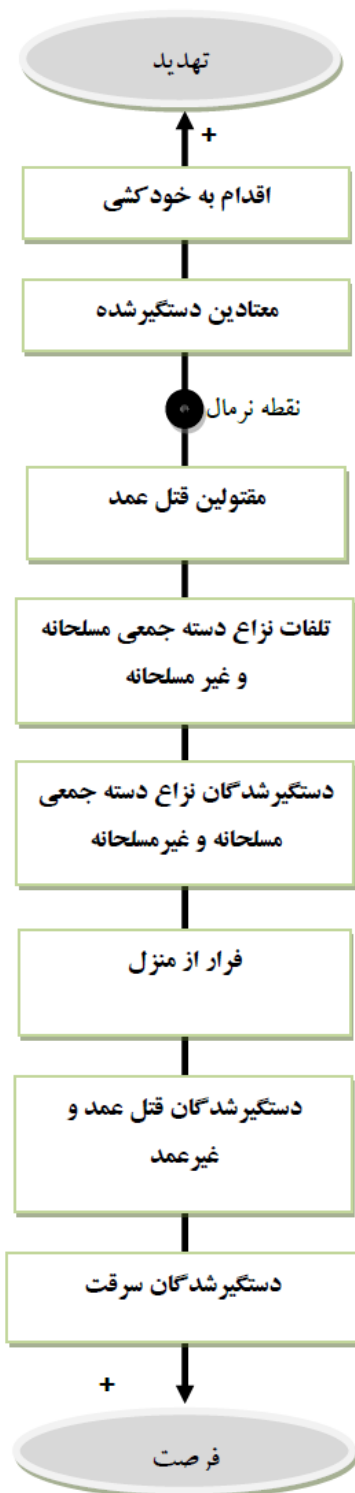 تهدید
+
اقدام به خودکشی
معتادین دستگیرشده
نقطه نرمال
مقتولین قتل عمد
تلفات نزاع دسته جمعی مسلحانه
و غیر مسلحانه
دستگیرشدگان نزاع دسته جمعی
مسلحانه و غیرمسلحانه
فرار از منزل
دستگیرشدگان قتل عمد و
غیرعمد
دستگیرشدگان سرقت
+
فرصت